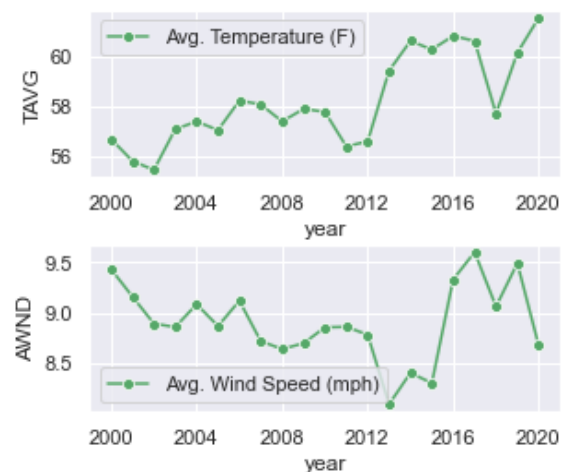 Avg. Temperature (F)
TAVG
60
58
56
2000 2004 2008 2012 2016 2020
year
9.5
9.0
8.5
AWND
Avg. Wind Speed (mph)
2000 2004 2008 2012 2016 2020
year